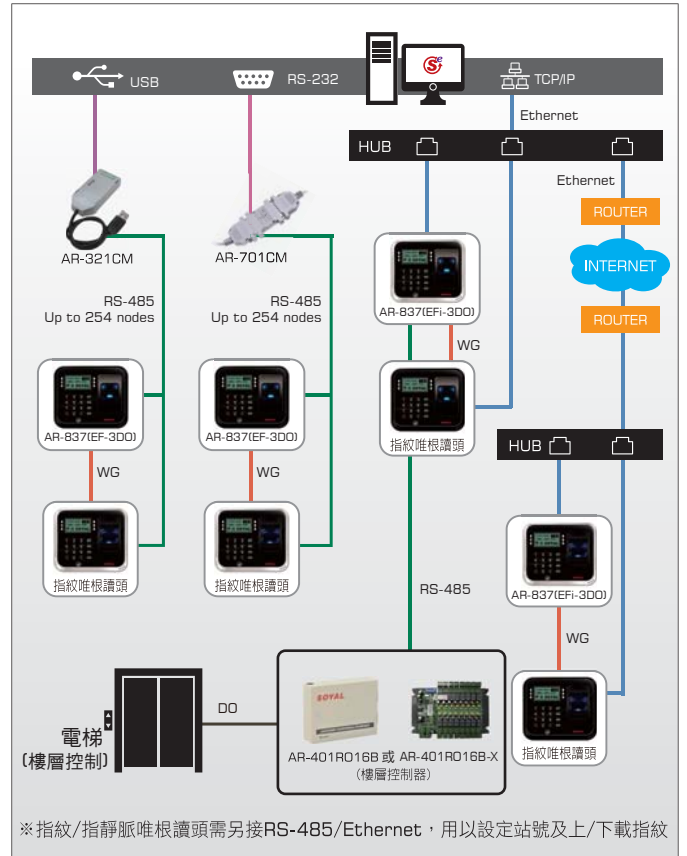 USB
RS-232
TCP/IP
Ethernet
HUB
Ethernet
ROUTER
INTERNET
ROUTER
AR-321CM
AR-701CM
RS-485
Up to 254 nodes
RS-485
Up to 254 nodes
AR-837(EFi-3DO)
WG
指紋唯根讀頭
AR-837(EF-3DO)
AR-837(EF-3DO)
WG
WG
指紋唯根讀頭
指紋唯根讀頭
HUB
AR-837(EFi-3DO)
WG
指紋唯根讀頭
RS-485
電梯
(樓層控制)
DO
SOYAL
AR-401RO16B 或 AR-401RO16B-X
(樓層控制器)
※指紋/指靜脈唯根讀頭需另接RS-485/Ethernet，用以設定站號及上/下載指紋